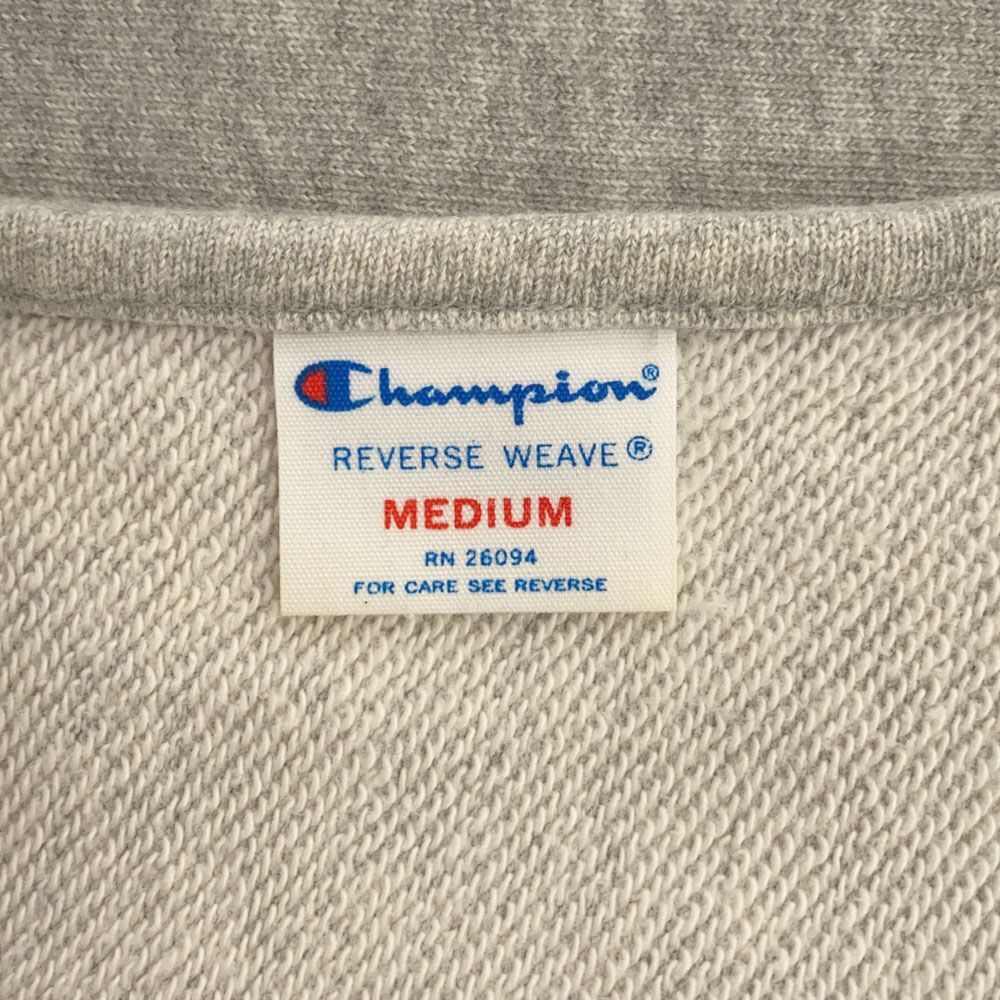 Champion®
REVERSE WEAVE®
MEDIUM
RN 26094
FOR CARE SEE REVERSE